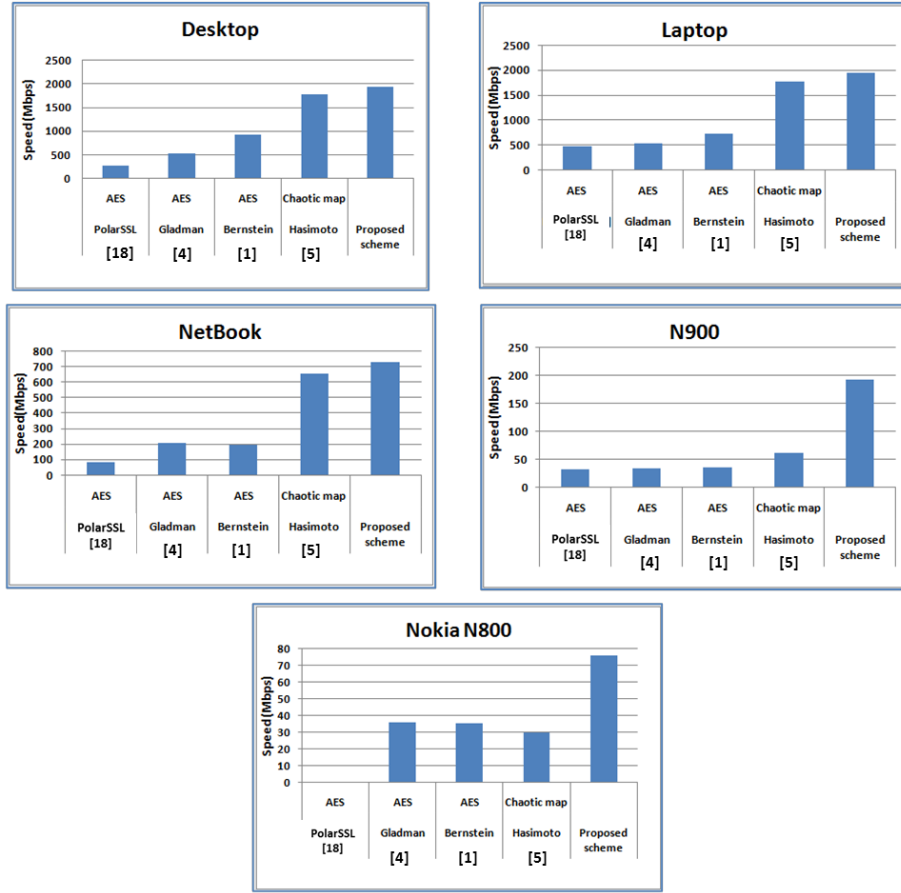 Desktop
Speed(Mbps)
2500
2000
1500
1000
500
0
AES AES AES Chaotic map
PolarSSL Gladman Bernstein Hasimoto Proposed
scheme
[18] [4] [1] [5]
Laptop
Speed(Mbps)
2500
2000
1500
1000
500
0
AES AES AES Chaotic map
PolarSSL Gladman Bernstein Hasimoto Proposed
[18] [4] [1] [5] scheme
NetBook
Speed(Mbps)
800
700
600
500
400
300
200
100
0
AES AES AES Chaotic map
PolarSSL Gladman Bernstein Hasimoto Proposed
[18] [4] [1] [5] scheme
N900
Speed(Mbps)
250
200
150
100
50
0
AES AES AES Chaotic map
PolarSSL Gladman Bernstein Hasimoto Proposed
[18] [4] [1] [5] scheme
Nokia N800
Speed(Mbps)
80
70
60
50
40
30
20
10
0
AES AES AES Chaotic map
PolarSSL Gladman Bernstein Hasimoto Proposed
[18] [4] [1] [5] scheme